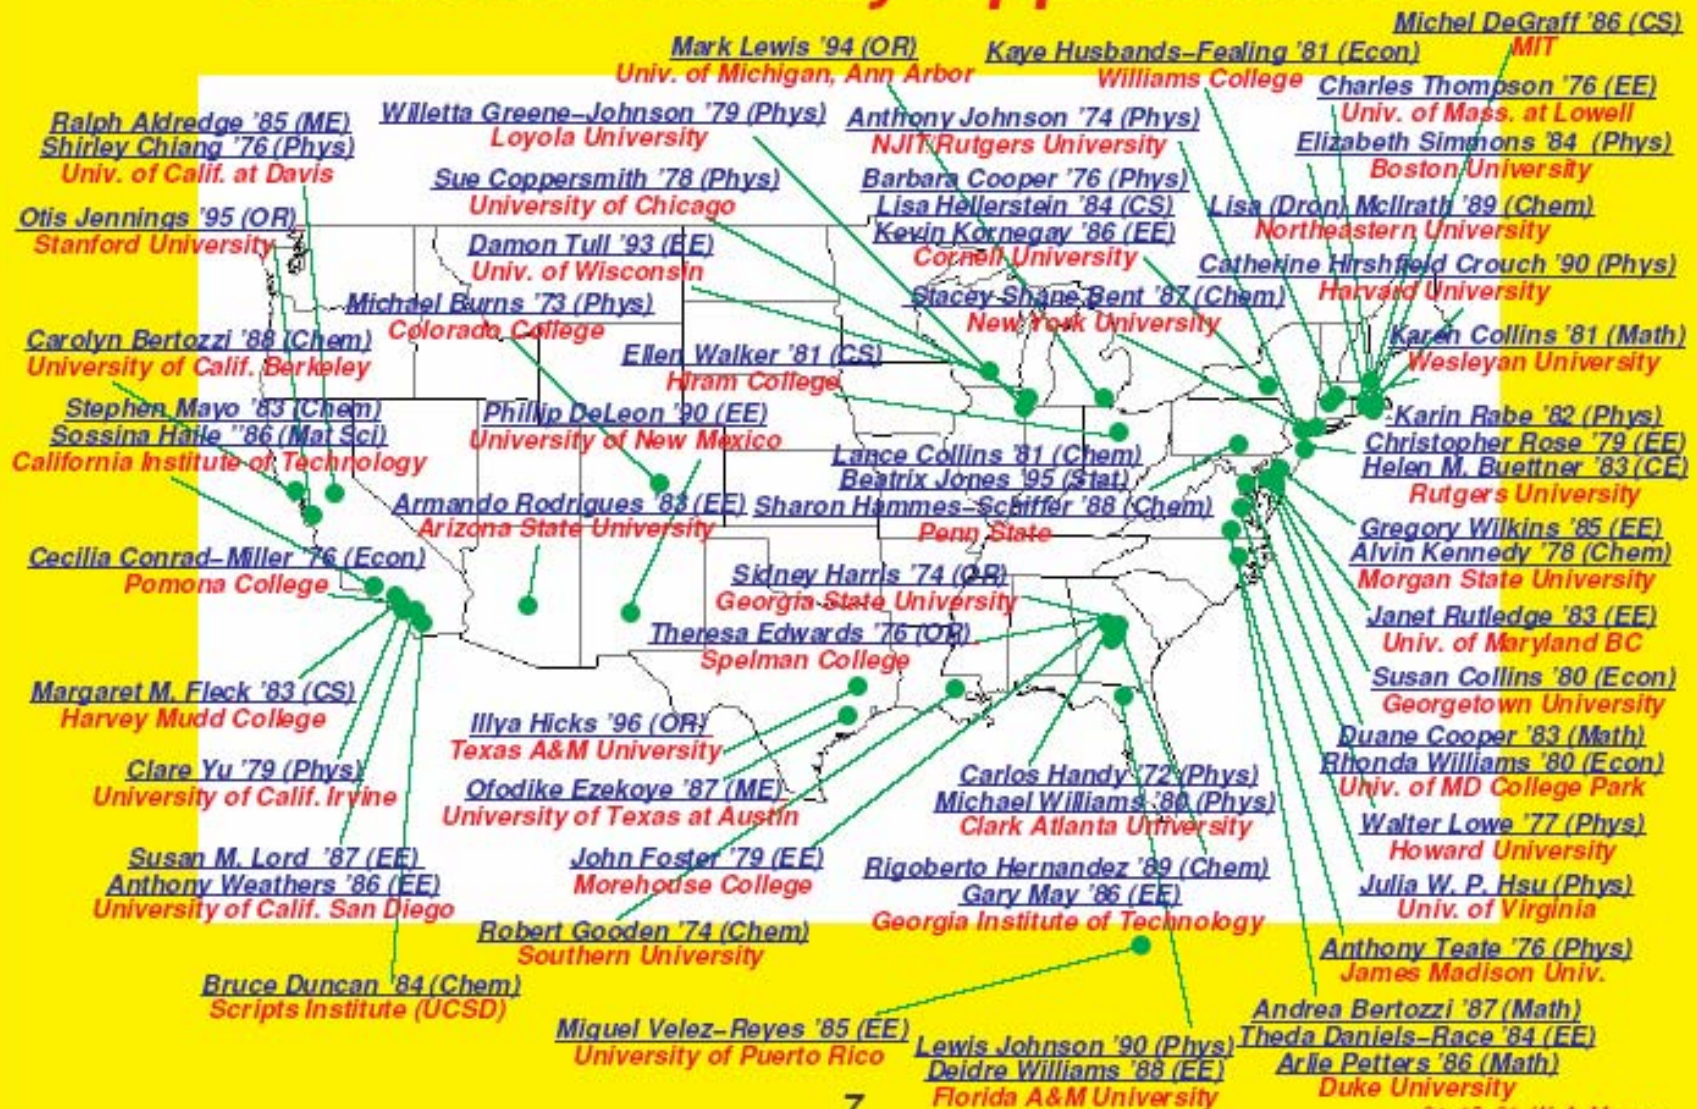 Michel DeGraff '86 (CS)
MIT
Mark Lewis '94 (OR)
Univ. of Michigan, Ann Arbor
Kaye Husbands-Fealing '81 (Econ)
Williams College
Charles Thompson '76 (EE)
Univ. of Mass. at Lowell
Ralph Aldredge '85 (ME)
Shirley Chiang '76 (Phys)
Univ. of Calif. at Davis
Willetta Greene-Johnson '79 (Phys)
Loyola University
Anthony Johnson '74 (Phys)
NJIT/Rutgers University
Elizabeth Simmons '84 (Phys)
Boston University
Sue Coppersmith '78 (Phys)
University of Chicago
Barbara Cooper '76 (Phys)
Lisa Hellerstein '84 (CS)
Kevin Kornegay '86 (EE)
Cornell University
Lisa (Dron) McIlrath '89 (Chem)
Northeastern University
Otis Jennings '95 (OR)
Stanford University
Damon Tull '93 (EE)
Univ. of Wisconsin
Catherine Hirshfield Crouch '90 (Phys)
Harvard University
Michael Burns '73 (Phys)
Colorado College
Stacey Shane Bent '87 (Chem)
New York University
Carolyn Bertozzi '88 (Chem)
University of Calif. Berkeley
Ellen Walker '81 (CS)
Hiram College
Karen Collins '81 (Math)
Wesleyan University
Stephen Mayo '83 (Chem)
Sossina Haile ''86 (Mat Sci)
California Institute of Technology
Phillip DeLeon '90 (EE)
University of New Mexico
Karin Rabe '82 (Phys)
Christopher Rose '79 (EE)
Helen M. Buettner '83 (CE)
Rutgers University
Lance Collins '81 (Chem)
Beatrix Jones '95 (Stat)
Sharon Hammes-Schiffer '88 (Chem)
Penn State
Armando Rodrigues '83 (EE)
Arizona State University
Gregory Wilkins '85 (EE)
Alvin Kennedy '78 (Chem)
Morgan State University
Cecilia Conrad-Miller '76 (Econ)
Pomona College
Sidney Harris '74 (OR)
Georgia State University
Janet Rutledge '83 (EE)
Univ. of Maryland BC
Theresa Edwards '76 (OR)
Spelman College
Susan Collins '80 (Econ)
Georgetown University
Margaret M. Fleck '83 (CS)
Harvey Mudd College
Illya Hicks '96 (OR)
Texas A&M University
Duane Cooper '83 (Math)
Rhonda Williams '80 (Econ)
Univ. of MD College Park
Clare Yu '79 (Phys)
University of Calif. Irvine
Ofodike Ezekoye '87 (ME)
University of Texas at Austin
Carlos Handy '72 (Phys)
Michael Williams '80 (Phys)
Clark Atlanta University
Walter Lowe '77 (Phys)
Howard University
Susan M. Lord '87 (EE)
Anthony Weathers '86 (EE)
University of Calif. San Diego
John Foster '79 (EE)
Morehouse College
Rigoberto Hernandez '89 (Chem)
Gary May '86 (EE)
Georgia Institute of Technology
Julia W. P. Hsu (Phys)
Univ. of Virginia
Robert Gooden '74 (Chem)
Southern University
Anthony Teate '76 (Phys)
James Madison Univ.
Bruce Duncan '84 (Chem)
Scripts Institute (UCSD)
Andrea Bertozzi '87 (Math)
Theda Daniels-Race '84 (EE)
Arlie Petters '86 (Math)
Duke University
Miguel Velez-Reyes '85 (EE)
University of Puerto Rico
Lewis Johnson '90 (Phys)
Deidre Williams '88 (EE)
Florida A&M University
7